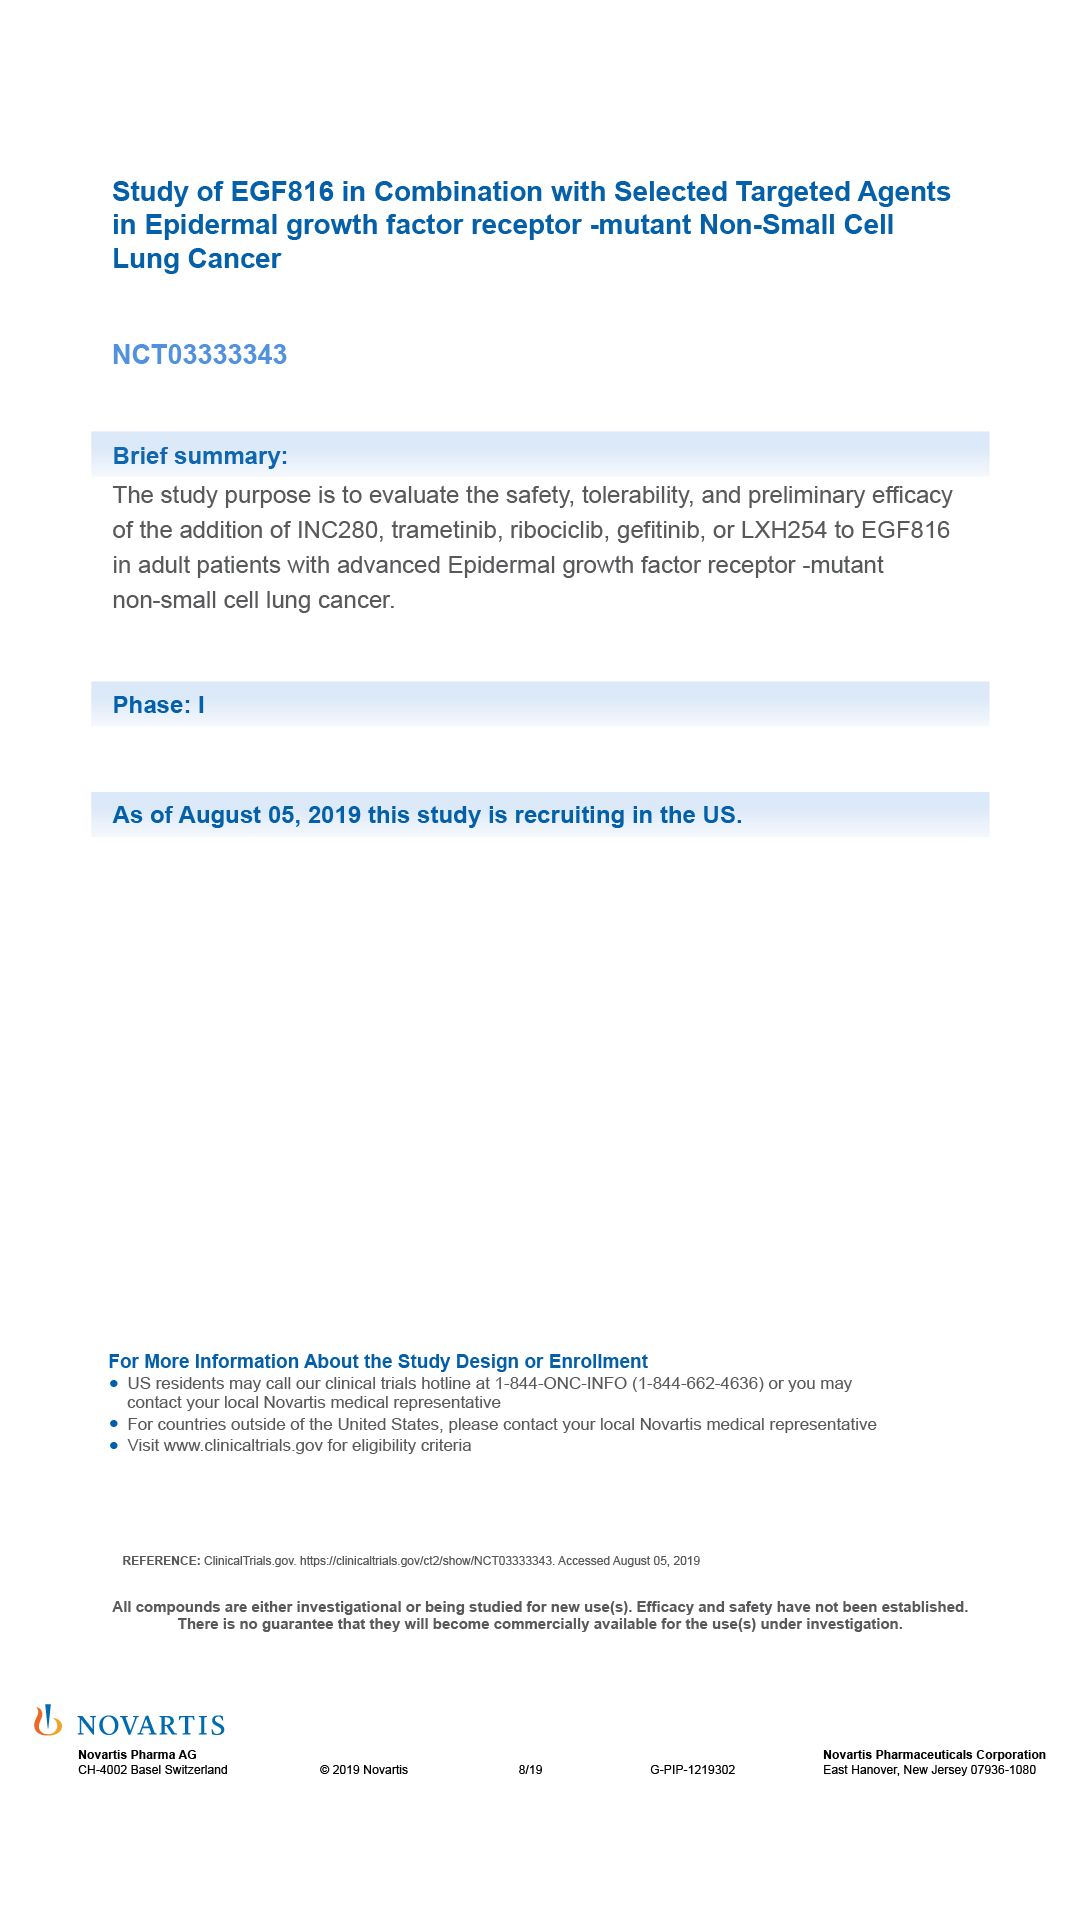 Study of EGF816 in Combination with Selected Targeted Agents
in Epidermal growth factor receptor -mutant Non-Small Cell
Lung Cancer
NCT03333343
Brief summary:
The study purpose is to evaluate the safety, tolerability, and preliminary efficacy
of the addition of INC280, trametinib, ribociclib, gefitinib, or LXH254 to EGF816
in adult patients with advanced Epidermal growth factor receptor -mutant
non-small cell lung cancer.
Phase: I
As of August 05, 2019 this study is recruiting in the US.
For More Information About the Study Design or Enrollment
● US residents may call our clinical trials hotline at 1-844-ONC-INFO (1-844-662-4636) or you may
contact your local Novartis medical representative
● For countries outside of the United States, please contact your local Novartis medical representative
● Visit www.clinicaltrials.gov for eligibility criteria
REFERENCE: ClinicalTrials.gov. https://clinicaltrials.gov/ct2/show/NCT03333343. Accessed August 05, 2019
All compounds are either investigational or being studied for new use(s). Efficacy and safety have not been established.
There is no guarantee that they will become commercially available for the use(s) under investigation.
NOVARTIS
Novartis Pharma AG Novartis Pharmaceuticals Corporation
CH-4002 Basel Switzerland © 2019 Novartis 8/19 G-PIP-1219302 East Hanover, New Jersey 07936-1080